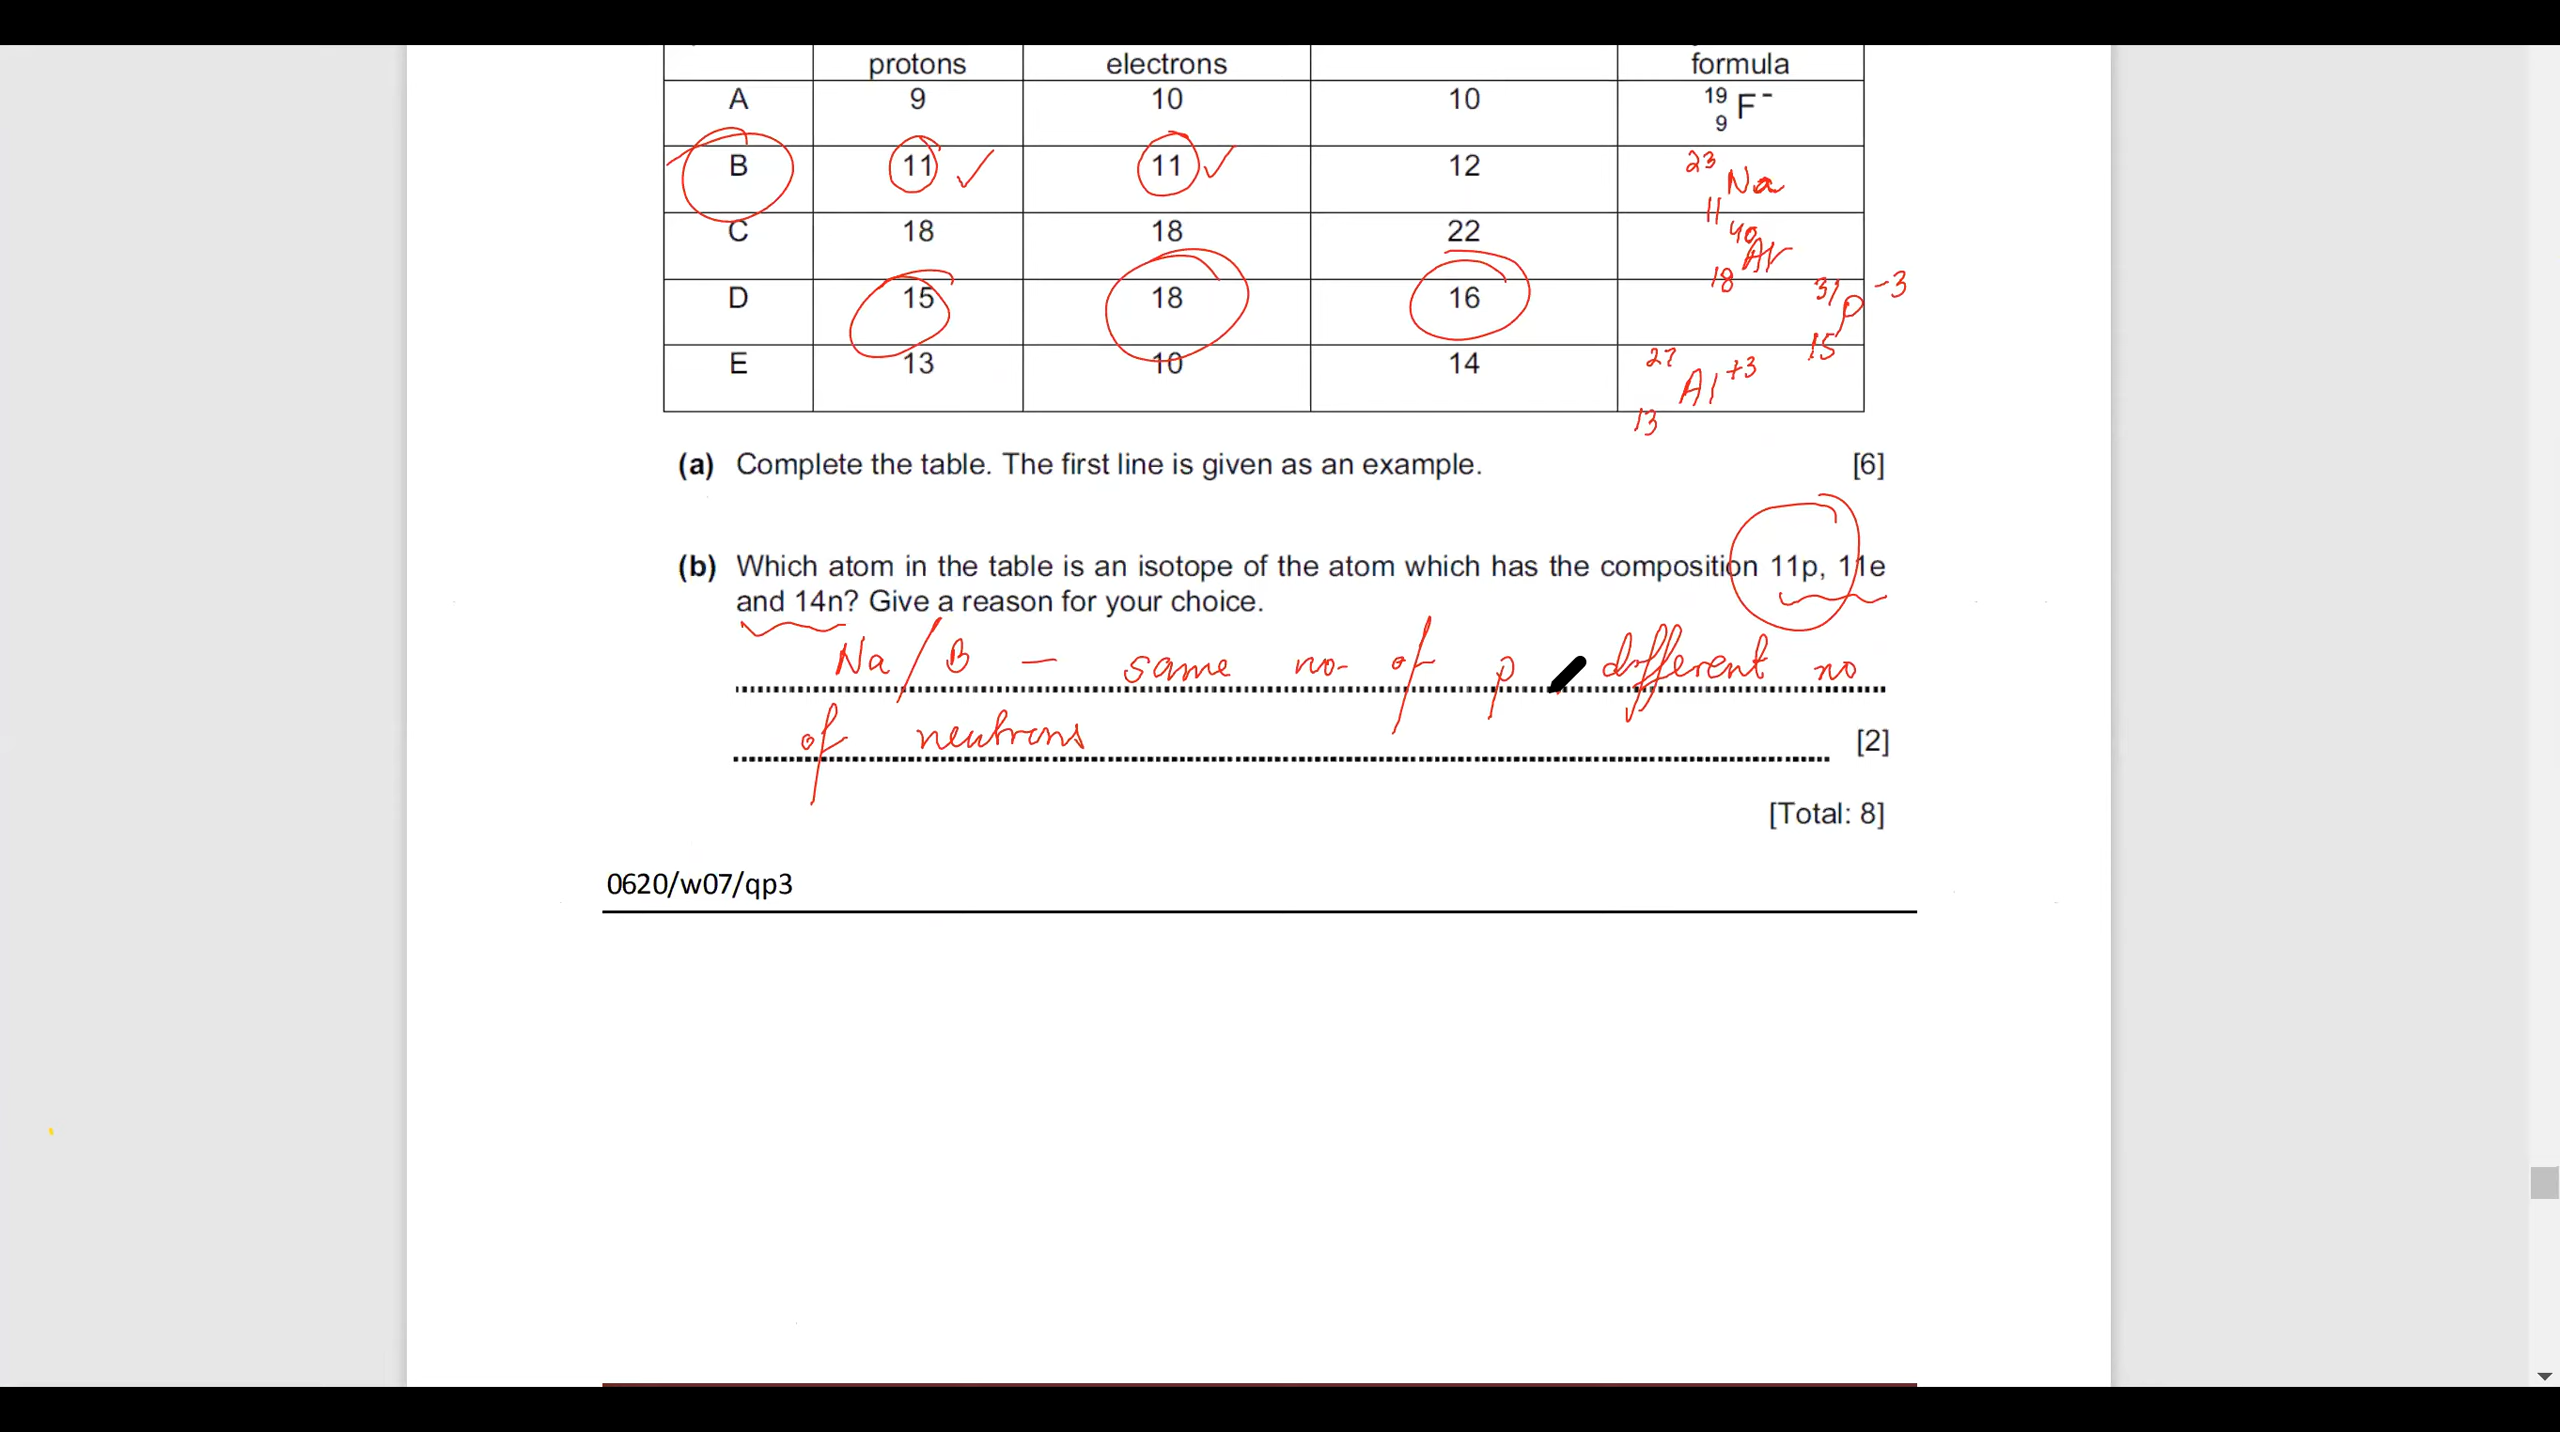 protons electrons formula
A 9 10 10 19 9 F -
B 11 ✓ 11 ✓ 12 23 11 Na
C 18 18 22 40 18 Ar
D 15 18 16 31 15 P -3
E 13 10 14 27 13 Al +3
(a) Complete the table. The first line is given as an example. [6]
(b) Which atom in the table is an isotope of the atom which has the composition 11p, 11e
and 14n? Give a reason for your choice.
Na / B - same no. of p, different no
of neutrons [2]
[Total: 8]
0620/w07/qp3